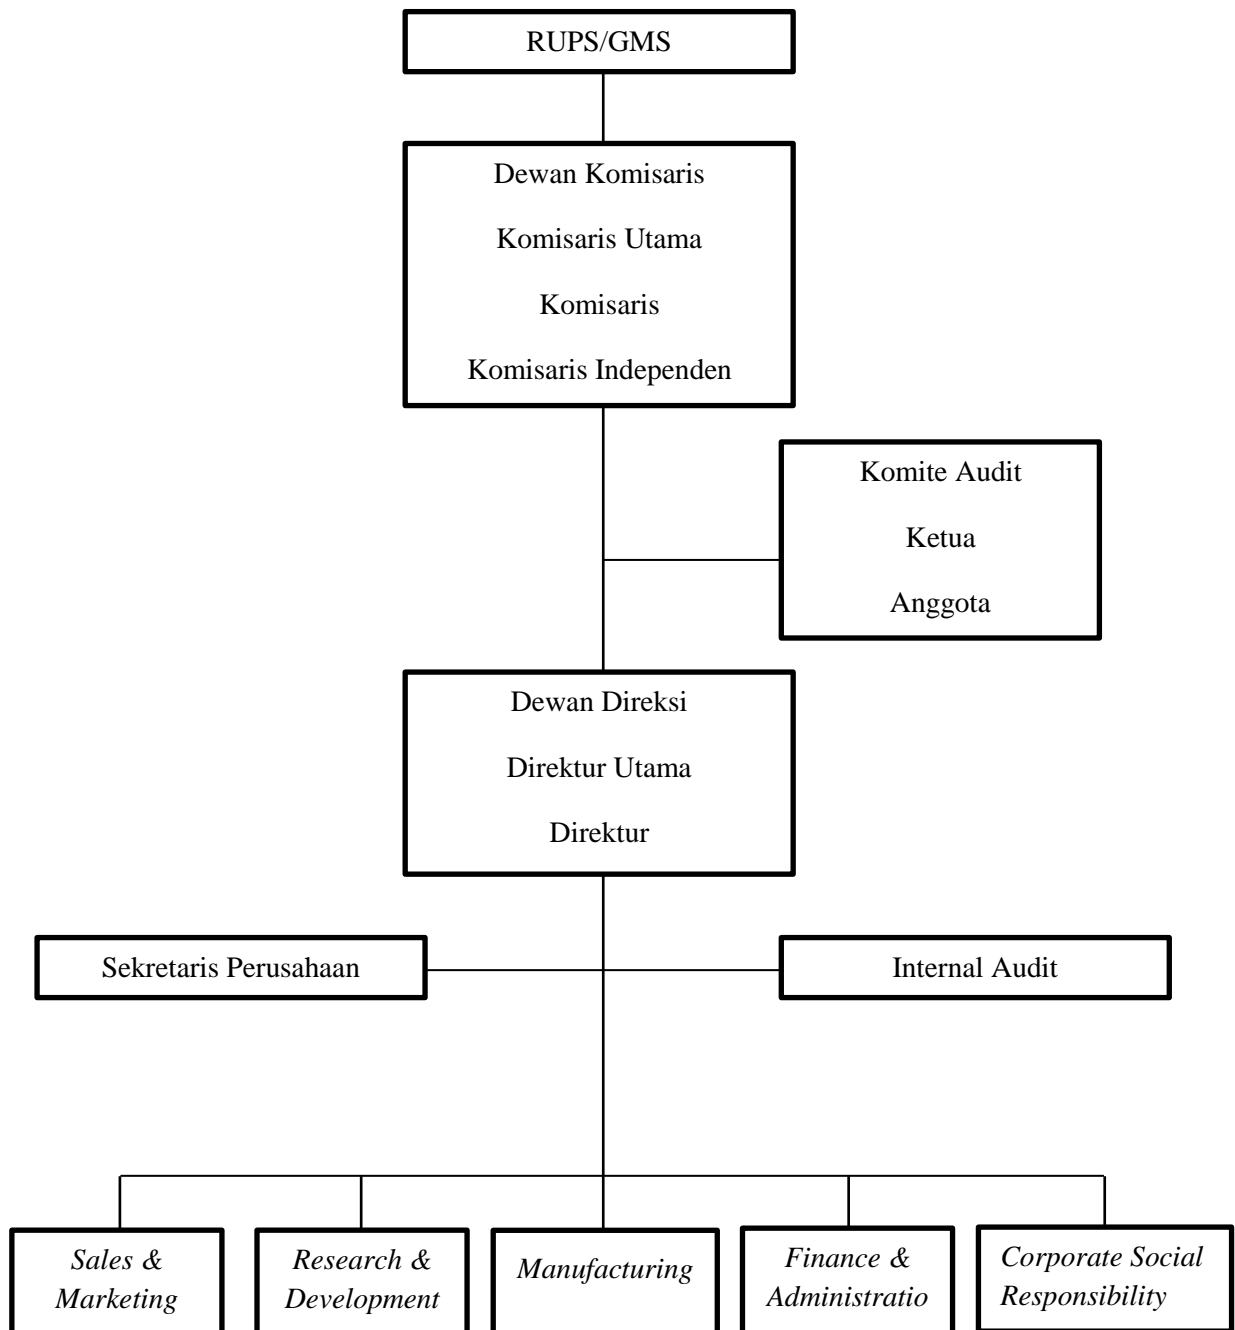 RUPS/GMS
Dewan Komisaris
Komisaris Utama
Komisaris
Komisaris Independen
Komite Audit
Ketua
Anggota
Dewan Direksi
Direktur Utama
Direktur
Sekretaris Perusahaan
Internal Audit
Sales &
Marketing
Research &
Development
Manufacturing
Finance &
Administratio
Corporate Social
Responsibility